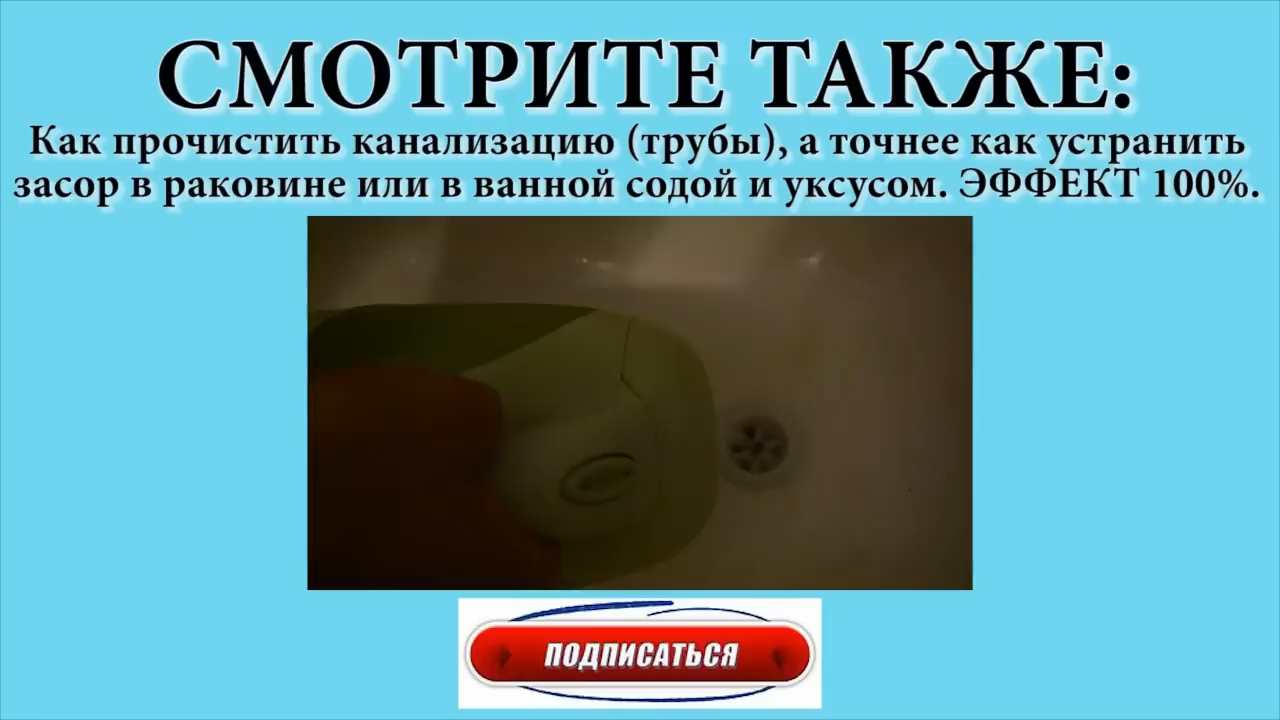 СМОТРИТЕ ТАКЖЕ:
Как прочистить канализацию (трубы), а точнее как устранить
засор в раковине или в ванной содой и уксусом. ЭФФЕКТ 100%.
ПОДПИСАТЬСЯ